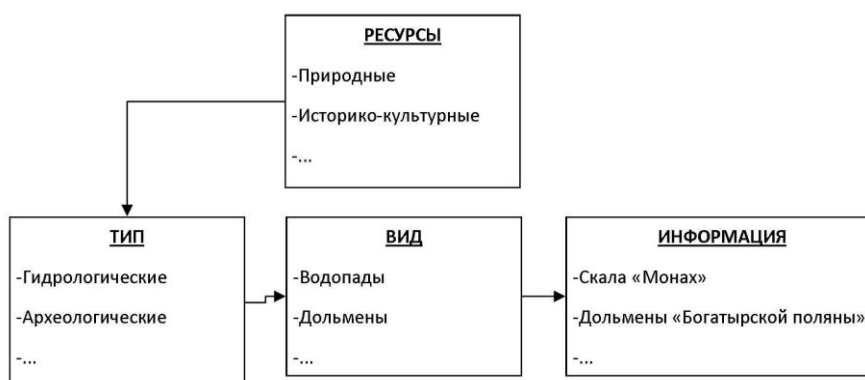 РЕСУРСЫ
-Природные
-Историко-культурные
-...
ТИП
-Гидрологические
-Археологические
-...
ВИД
-Водопады
-Дольмены
-...
ИНФОРМАЦИЯ
-Скала «Монах»
-Дольмены «Богатырской поляны»
-...